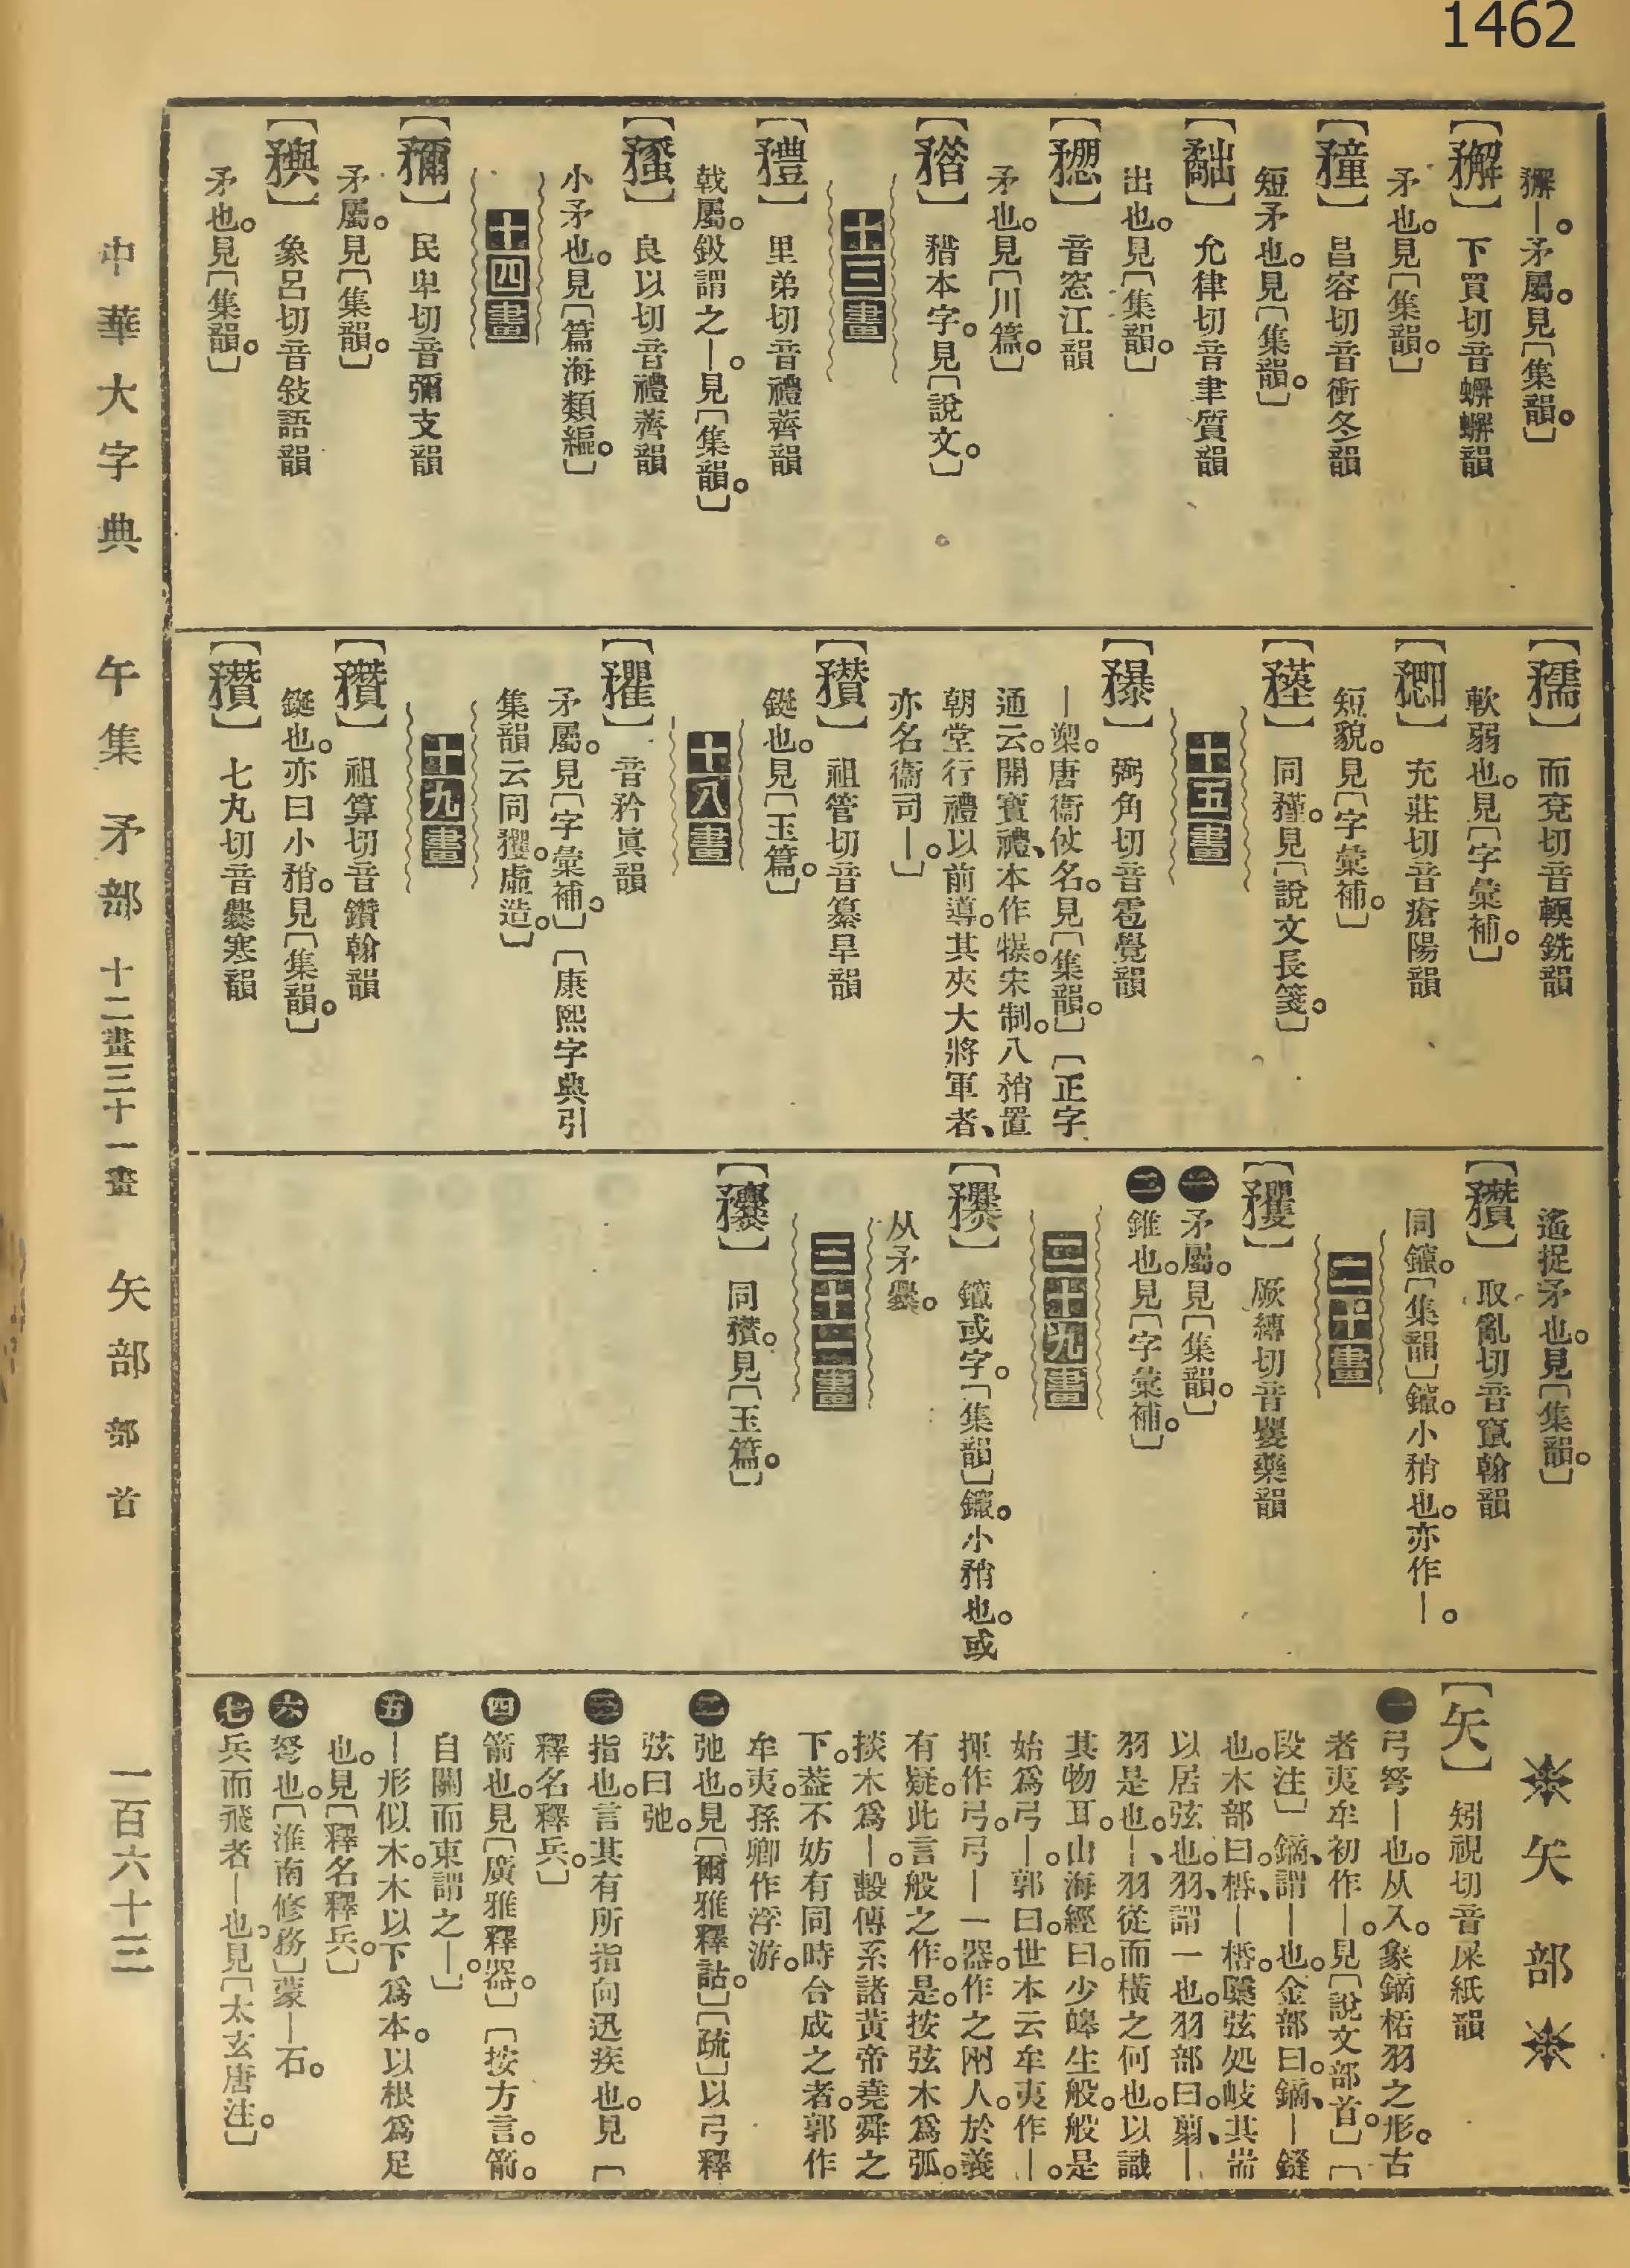 1462
○矛屬。見〔集韻。〕
下買切音蠏蠏韻
矛也。見〔集韻。〕
昌容切音衝冬韻
短矛也。見〔集韻。〕
允律切音聿質韻
出也。見〔集韻。〕
音窓江韻
矛也。見〔川篇。〕
矠本字。見〔說文。〕
十三畫
里弟切音禮薺韻
戟屬。鈒謂之—。見〔集韻。〕
良以切音禮薺韻
小矛也。見〔篇海類編。〕
十四畫
民卑切音彌支韻
矛屬。見〔集韻。〕
象呂切音敍語韻
矛也。見〔集韻。〕
而兗切音輭銑韻
軟弱也。見〔字彙補。〕
充莊切音瘡陽韻
短貌。見〔字彙補。〕
見〔說文長箋。〕
十五畫
弼角切音雹覺韻
—槊。唐衞仗名。見〔集韻。〕〔正字
通云。開寶禮、本作犦。宋制。八矟置
朝堂行禮以前導。其夾大將軍者、
亦名衞司—。〕
祖管切音纂旱韻
鋋也。見〔玉篇。〕
十八畫
音矜眞韻
矛屬。見〔字彙補。〕〔康熙字典引
集韻云同矡。虛造。〕
十九畫
祖算切音鑽翰韻
鋋也。亦曰小矟。見〔集韻。〕
七丸切音爨寒韻
遙捉矛也。見〔集韻。〕
取亂切音竄翰韻
同鑹。〔集韻〕鑹。小矟也。亦作—。
二十畫
〔矡〕厥縛切音矍藥韻
一 矛屬。見〔集韻。〕
二 錐也。見〔字彙補。〕
二十九畫
鑹或字。〔集韻〕鑹。小矟也。或
从矛爨。
三十一畫
見〔玉篇。〕
矢部
〔矢〕矧視切音屎紙韻
一 弓弩—也。从入。象鏑栝羽之形。古
者夷牟初作—。見〔說文部首。〕〔
段注〕鏑、謂—也。金部曰。鏑、—鏠
也。木部曰。桰、—桰。檃弦処岐其耑
以居弦也。羽、謂一也。羽部曰。翦、—
羽是也。—、羽從而橫之何也。以識
其物耳。山海經曰。少皞生般。般是
始爲弓—。郭曰。世本云牟夷作—。
揮作弓。弓—一器。作之兩人。於義
有疑。此言般之作。是。按弦木爲弧。
掞木爲—。繫傳系諸黃帝堯舜之
下。葢不妨有同時合成之者。郭作
牟夷。孫卿作浮游。
二 弛也。見〔爾雅釋詁。〕〔疏〕以弓釋
弦曰弛。
三 指也。言其有所指向迅疾也。見〔
釋名釋兵。〕
四 箭也。見〔廣雅釋器。〕〔按方言。箭。
自關而東謂之—。〕
五 —形似木。木以下爲本。以根爲足
也。見〔釋名釋兵。〕
六 弩也。〔淮南修務〕蒙—石。
七 兵而飛者—也。見〔太玄唐注。〕
中華大字典 午集 矛部 十二畫三十一畫 矢部 部首 一百六十三